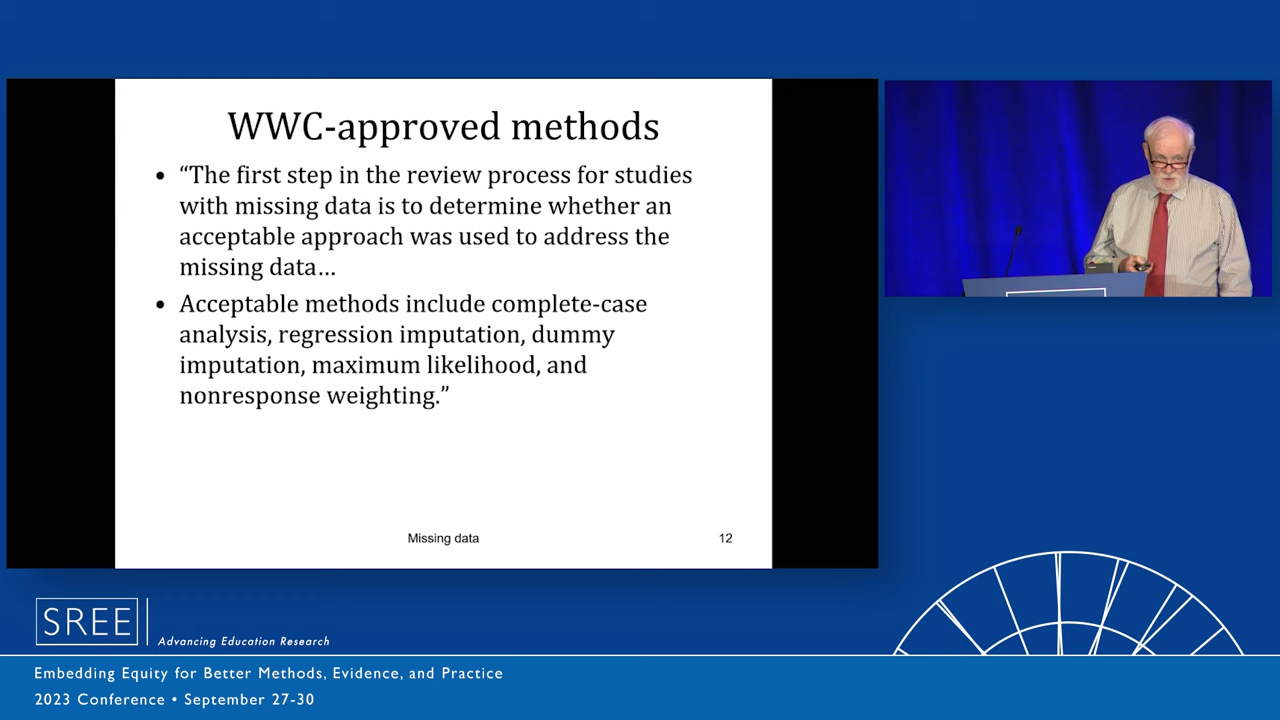 WWC-approved methods
• “The first step in the review process for studies
with missing data is to determine whether an
acceptable approach was used to address the
missing data…
• Acceptable methods include complete-case
analysis, regression imputation, dummy
imputation, maximum likelihood, and
nonresponse weighting.”
Missing data
12
SREE
Advancing Education Research
Embedding Equity for Better Methods, Evidence, and Practice
2023 Conference • September 27-30